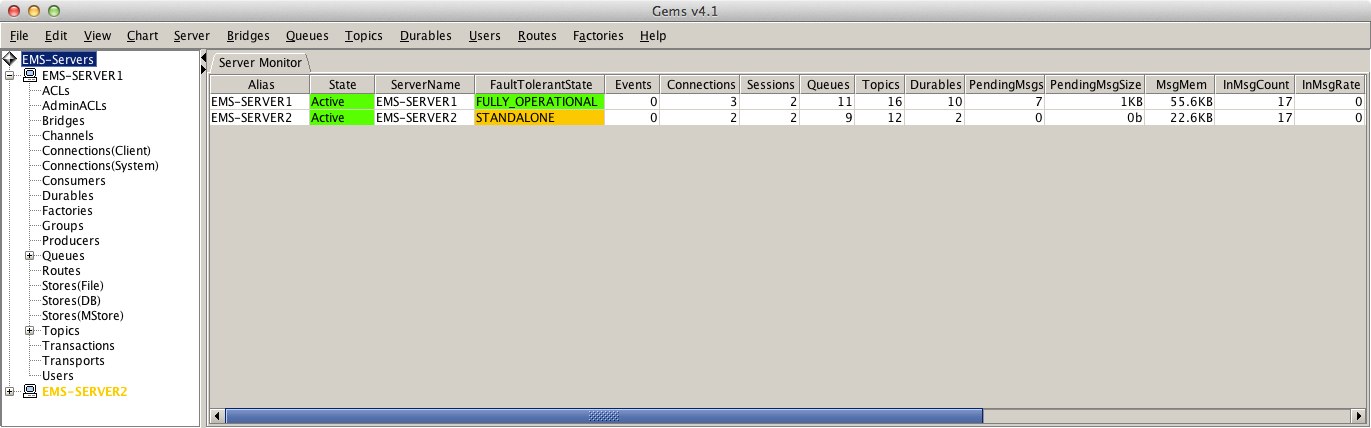 Gems v4.1
File Edit View Chart Server Bridges Queues Topics Durables Users Routes Factories Help
EMS-Servers
EMS-SERVER1
ACLs
AdminACLs
Bridges
Channels
Connections(Client)
Connections(System)
Consumers
Durables
Factories
Groups
Producers
Queues
Routes
Stores(File)
Stores(DB)
Stores(MStore)
Topics
Transactions
Transports
Users
EMS-SERVER2
Server Monitor
Alias State ServerName FaultTolerantState Events Connections Sessions Queues Topics Durables PendingMsgs PendingMsgSize MsgMem InMsgCount InMsgRate
EMS-SERVER1 Active EMS-SERVER1 FULLY_OPERATIONAL 0 3 2 11 16 10 7 1KB 55.6KB 17 0
EMS-SERVER2 Active EMS-SERVER2 STANDALONE 0 2 2 9 12 2 0 0b 22.6KB 17 0